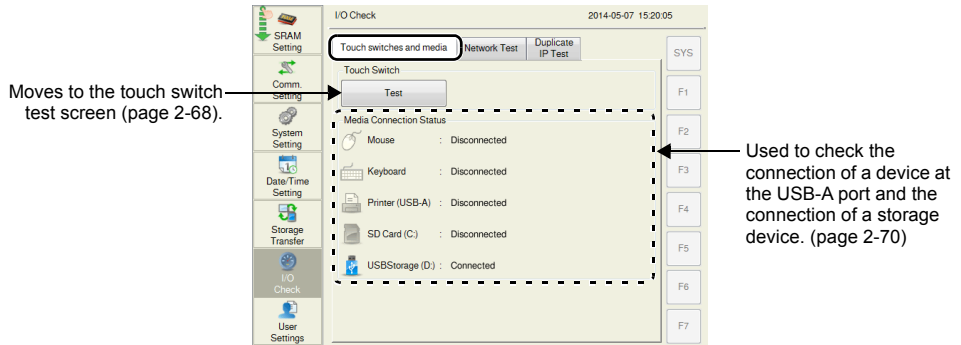 I/O Check
2014-05-07 15:20:05
SRAM
Setting
Comm.
Setting
System
Setting
Date/Time
Setting
Storage
Transfer
I/O
Check
User
Settings
Touch switches and media
Network Test
Duplicate
IP Test
Touch Switch
Test
Media Connection Status
Mouse : Disconnected
Keyboard : Disconnected
Printer (USB-A) : Disconnected
SD Card (C:) : Disconnected
USBStorage (D:) : Connected
SYS
F1
F2
F3
F4
F5
F6
F7
Moves to the touch switch
test screen (page 2-68).
Used to check the
connection of a device at
the USB-A port and the
connection of a storage
device. (page 2-70)